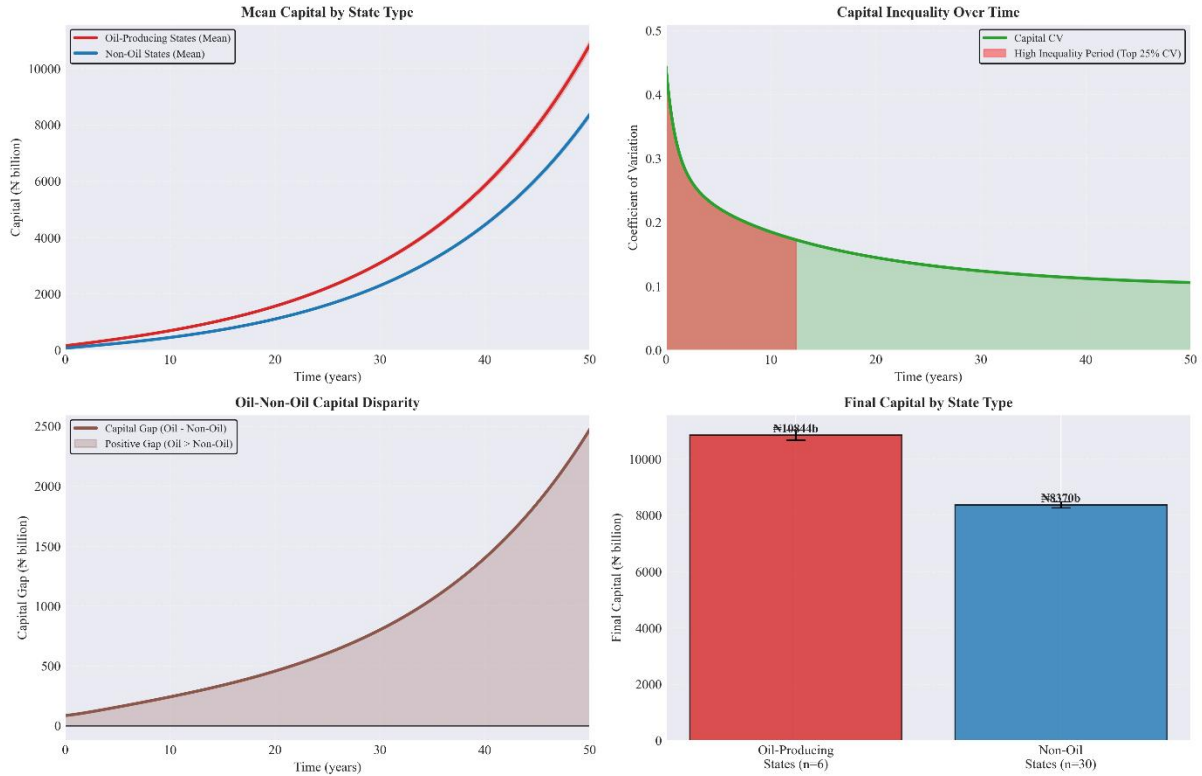 Mean Capital by State Type
Oil-Producing States (Mean)
Non-Oil States (Mean)
Capital (₦ billion)
10000
8000
6000
4000
2000
0
0 10 20 30 40 50
Time (years)
Capital Inequality Over Time
Capital CV
High Inequality Period (Top 25% CV)
Coefficient of Variation
0.5
0.4
0.3
0.2
0.1
0.0
0 10 20 30 40 50
Time (years)
Oil-Non-Oil Capital Disparity
Capital Gap (Oil - Non-Oil)
Positive Gap (Oil > Non-Oil)
Capital Gap (₦ billion)
2500
2000
1500
1000
500
0
0 10 20 30 40 50
Time (years)
Final Capital by State Type
₦10844b
₦8370b
Final Capital (₦ billion)
10000
8000
6000
4000
2000
0
Oil-Producing
States (n=6)
Non-Oil
States (n=30)